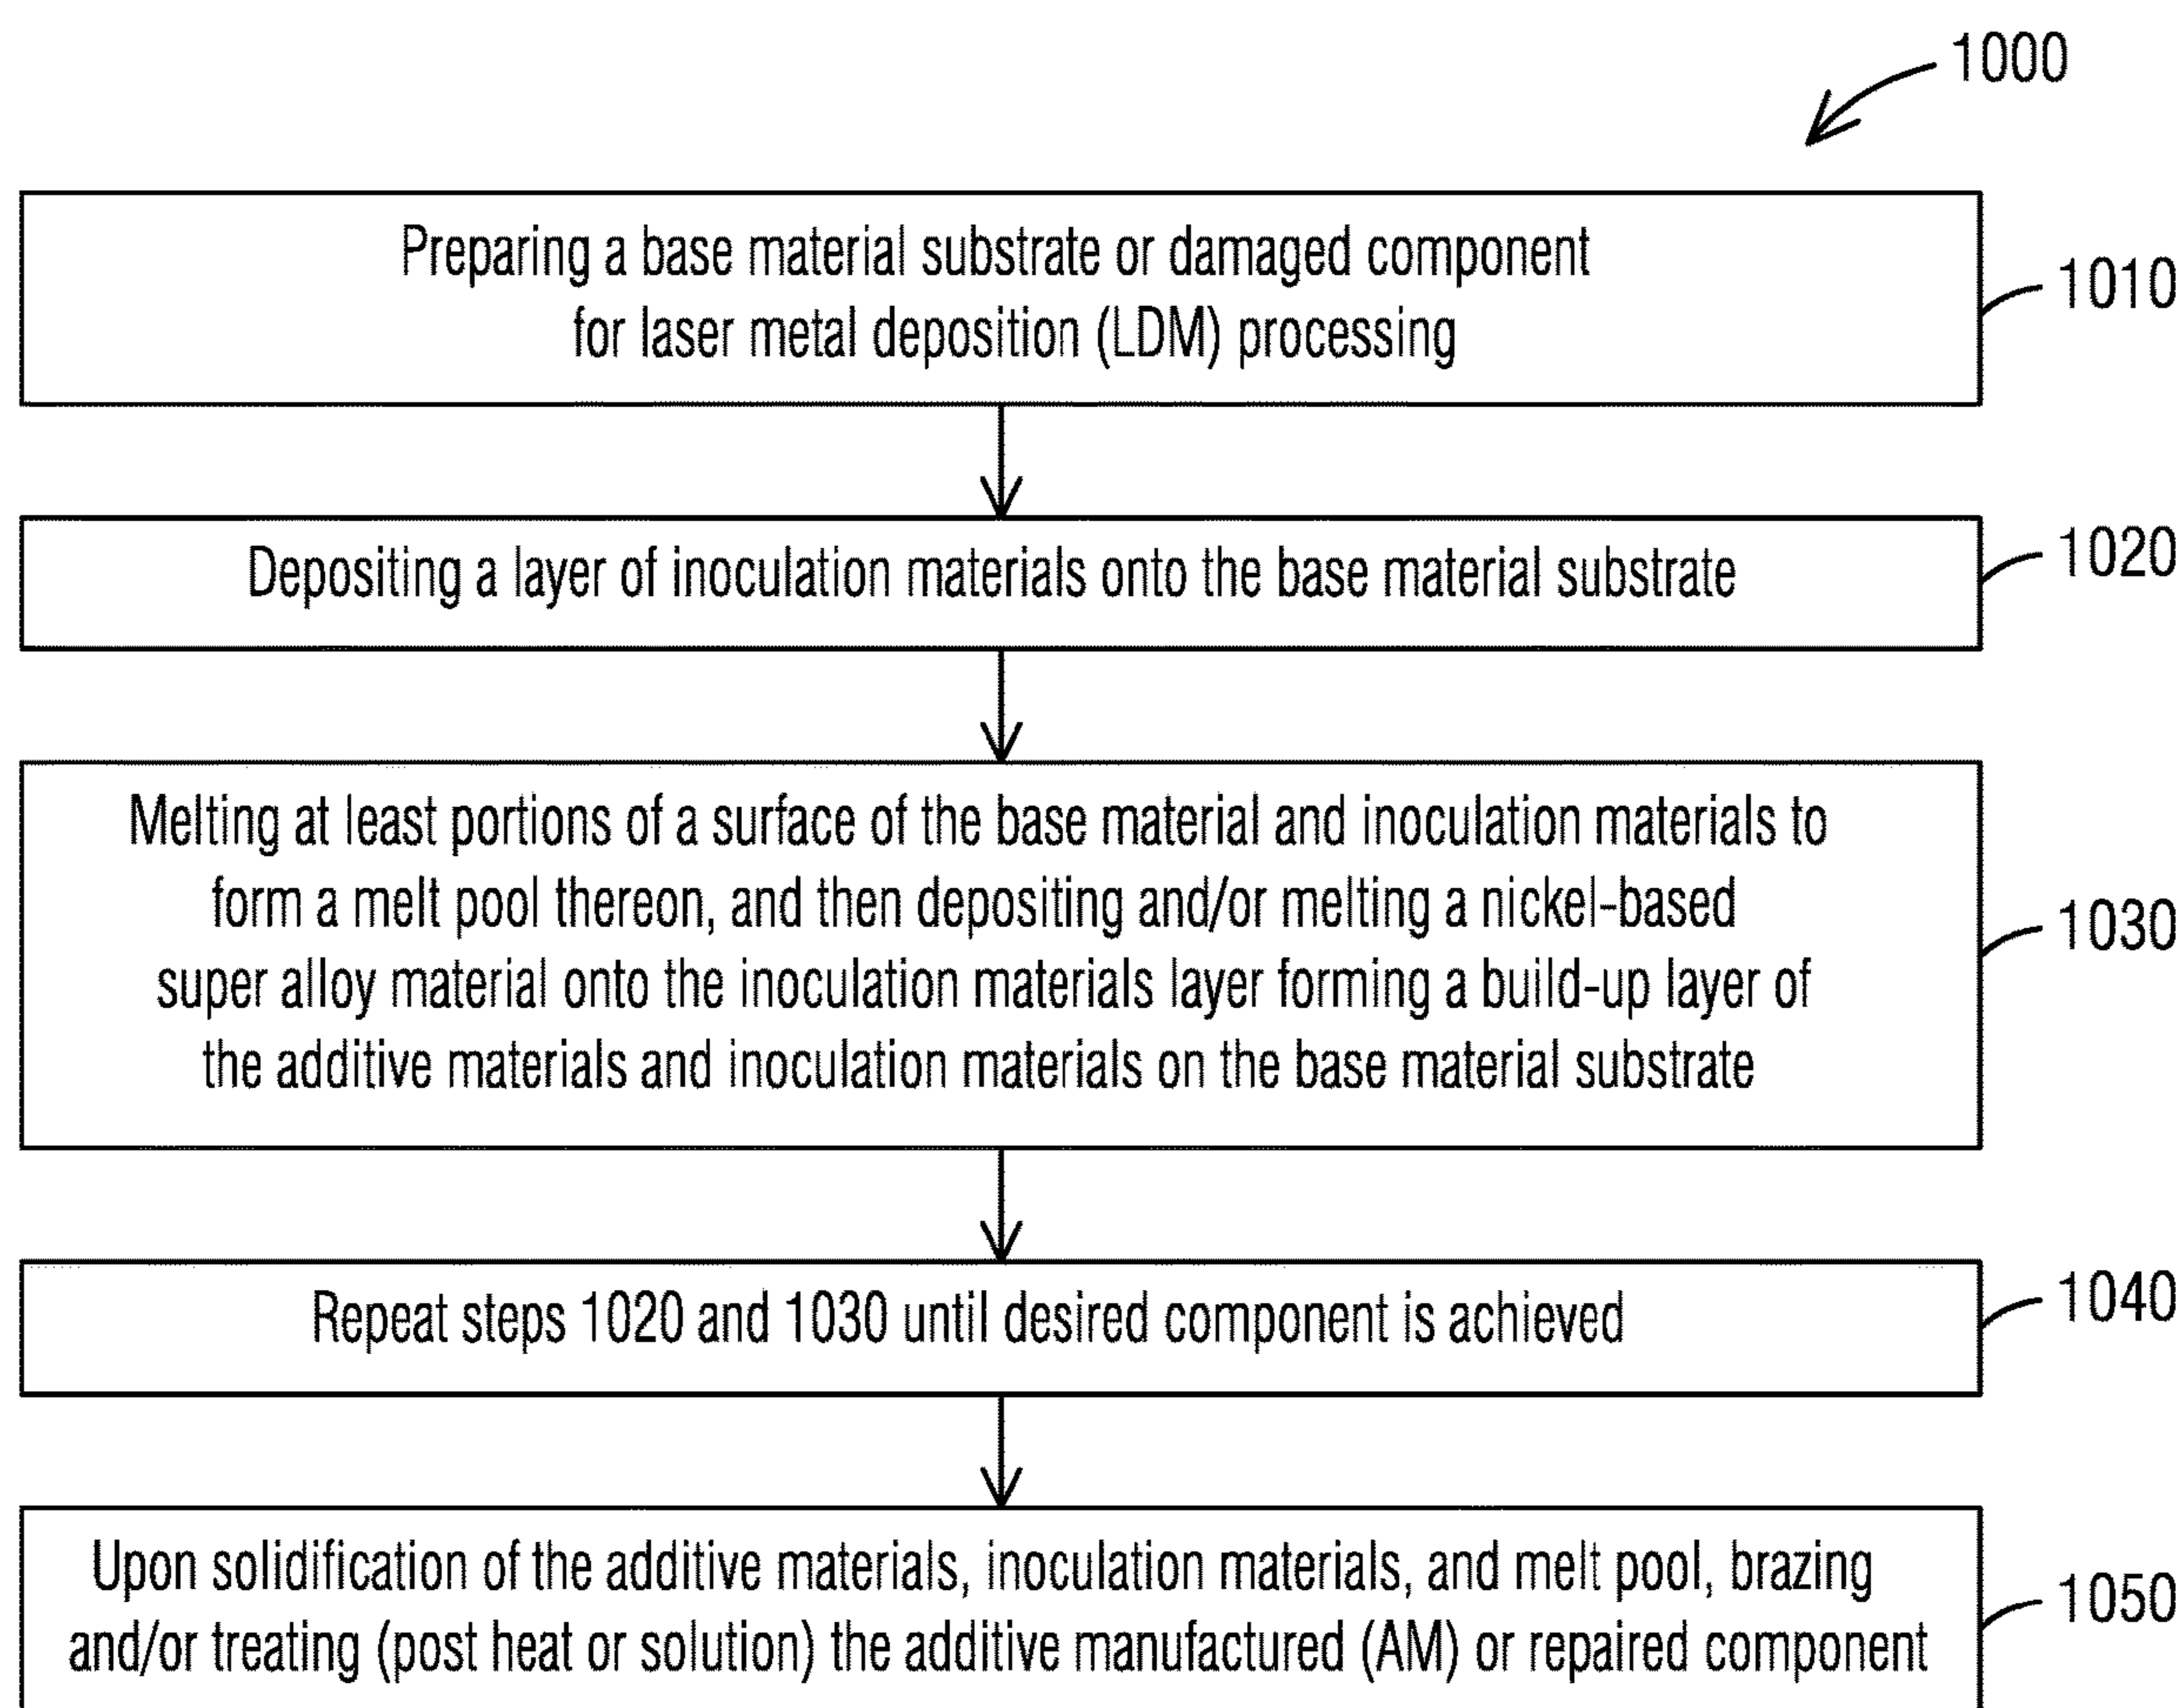 1000
Preparing a base material substrate or damaged component
for laser metal deposition (LDM) processing
1010
Depositing a layer of inoculation materials onto the base material substrate
1020
Melting at least portions of a surface of the base material and inoculation materials to
form a melt pool thereon, and then depositing and/or melting a nickel-based
super alloy material onto the inoculation materials layer forming a build-up layer of
the additive materials and inoculation materials on the base material substrate
1030
Repeat steps 1020 and 1030 until desired component is achieved
1040
Upon solidification of the additive materials, inoculation materials, and melt pool, brazing
and/or treating (post heat or solution) the additive manufactured (AM) or repaired component
1050